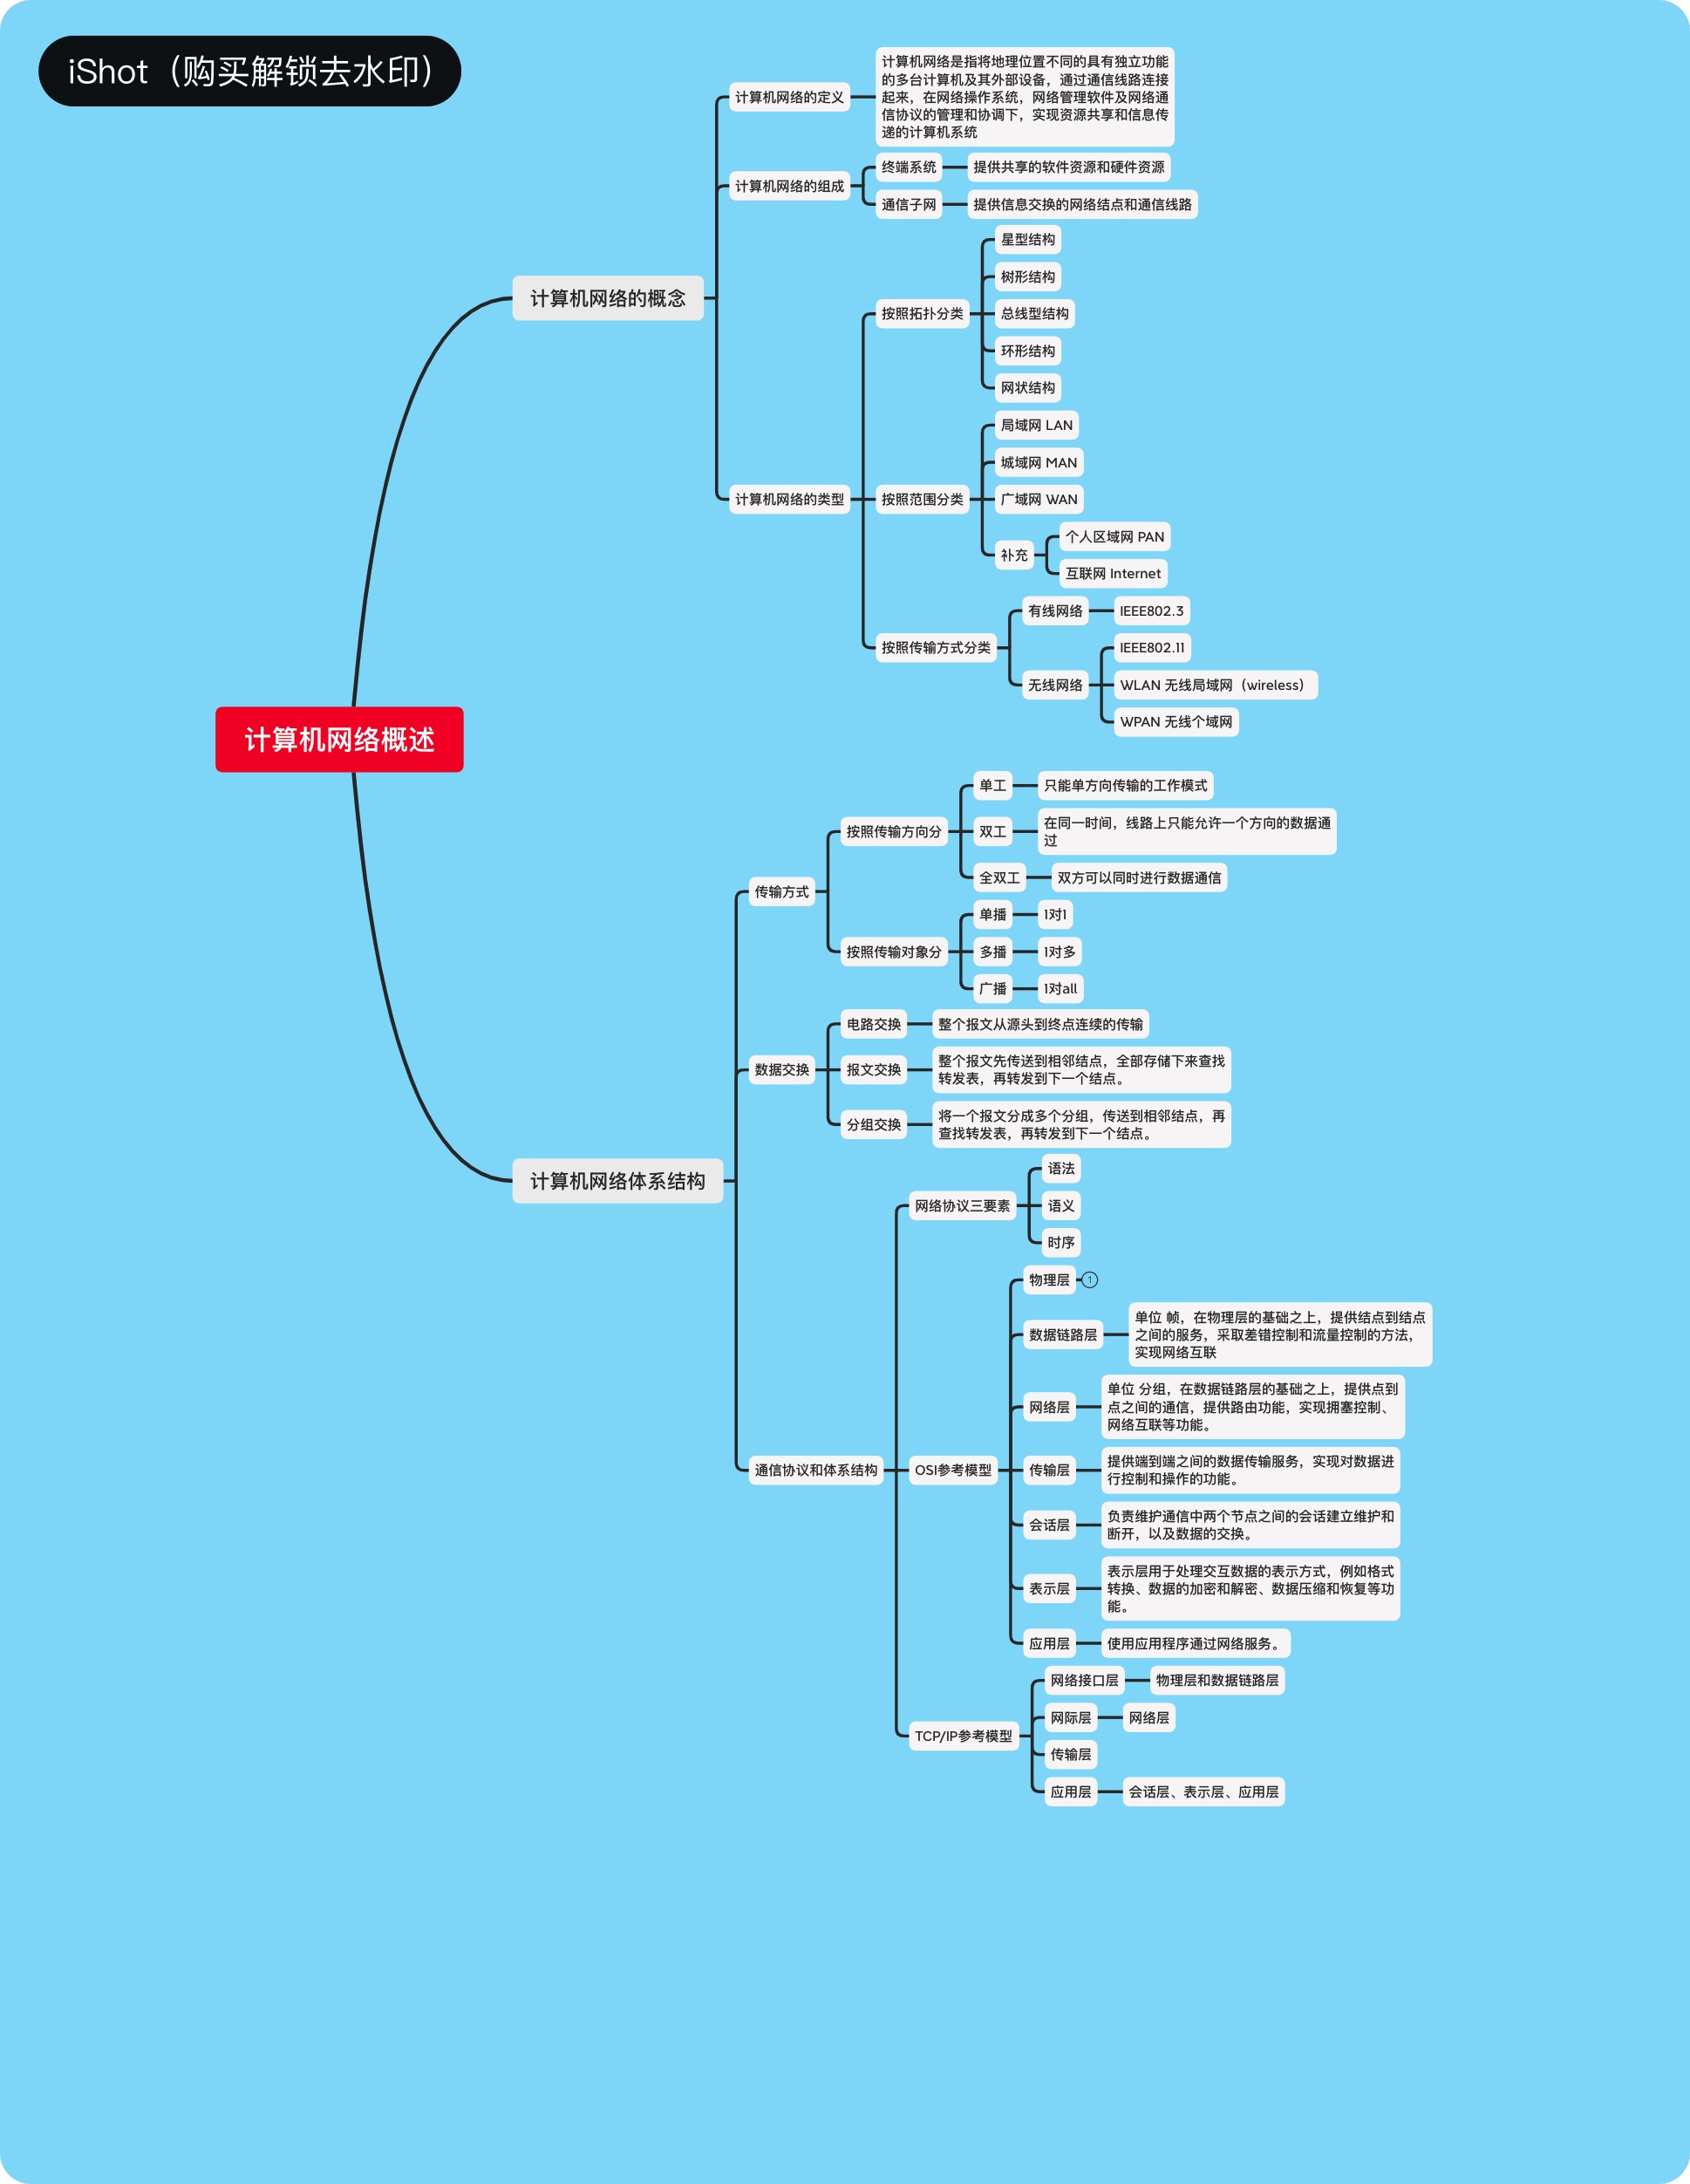 iShot（购买解锁去水印）
计算机网络概述
计算机网络的概念
计算机网络的定义
计算机网络是指将地理位置不同的具有独立功能
的多台计算机及其外部设备，通过通信线路连接
起来，在网络操作系统，网络管理软件及网络通
信协议的管理和协调下，实现资源共享和信息传
递的计算机系统
计算机网络的组成
终端系统
提供共享的软件资源和硬件资源
通信子网
提供信息交换的网络结点和通信线路
计算机网络的类型
按照拓扑分类
星型结构
树形结构
总线型结构
环形结构
网状结构
按照范围分类
局域网 LAN
城域网 MAN
广域网 WAN
补充
个人区域网 PAN
互联网 Internet
按照传输方式分类
有线网络
IEEE802.3
无线网络
IEEE802.11
WLAN 无线局域网（wireless）
WPAN 无线个域网
计算机网络体系结构
传输方式
按照传输方向分
单工
只能单方向传输的工作模式
双工
在同一时间，线路上只能允许一个方向的数据通
过
全双工
双方可以同时进行数据通信
按照传输对象分
单播
1对1
多播
1对多
广播
1对all
数据交换
电路交换
整个报文从源头到终点连续的传输
报文交换
整个报文先传送到相邻结点，全部存储下来查找
转发表，再转发到下一个结点。
分组交换
将一个报文分成多个分组，传送到相邻结点，再
查找转发表，再转发到下一个结点。
通信协议和体系结构
网络协议三要素
语法
语义
时序
OSI参考模型
物理层
1
数据链路层
单位 帧，在物理层的基础之上，提供结点到结点
之间的服务，采取差错控制和流量控制的方法，
实现网络互联
网络层
单位 分组，在数据链路层的基础之上，提供点到
点之间的通信，提供路由功能，实现拥塞控制、
网络互联等功能。
传输层
提供端到端之间的数据传输服务，实现对数据进
行控制和操作的功能。
会话层
负责维护通信中两个节点之间的会话建立维护和
断开，以及数据的交换。
表示层
表示层用于处理交互数据的表示方式，例如格式
转换、数据的加密和解密、数据压缩和恢复等功
能。
应用层
使用应用程序通过网络服务。
TCP/IP参考模型
网络接口层
物理层和数据链路层
网际层
网络层
传输层
应用层
会话层、表示层、应用层